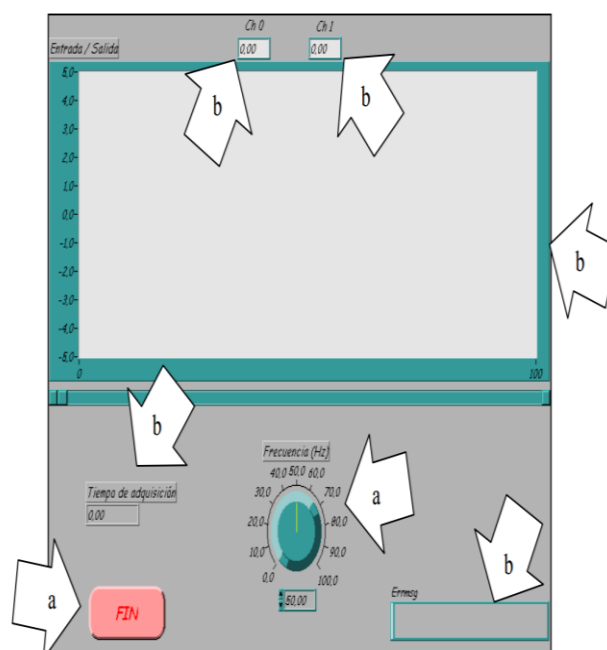 Ch 0 Ch 1
Entrada / Salida 0,00 0,00
5,0
4,0
3,0
2,0
1,0
0,0
-1,0
-2,0
-3,0
-4,0
-5,0
0 100
b
b
b
b
Tiempo de adquisición
0,00
Frecuencia (Hz)
40,0 50,0 60,0
30,0 70,0
20,0 80,0
10,0 90,0
0,0 100,0
50,00
a
a
FIN
b
Errmsg